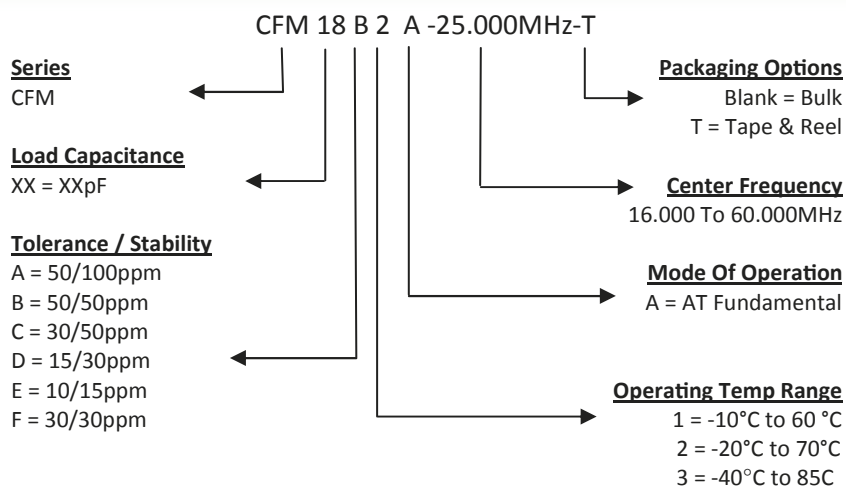 CFM 18 B 2 A -25.000MHz-T
Series
CFM
Load Capacitance
XX = XXpF
Tolerance / Stability
A = 50/100ppm
B = 50/50ppm
C = 30/50ppm
D = 15/30ppm
E = 10/15ppm
F = 30/30ppm
Packaging Options
Blank = Bulk
T = Tape & Reel
Center Frequency
16.000 To 60.000MHz
Mode Of Operation
A = AT Fundamental
Operating Temp Range
1 = -10°C to 60 °C
2 = -20°C to 70°C
3 = -40°C to 85C